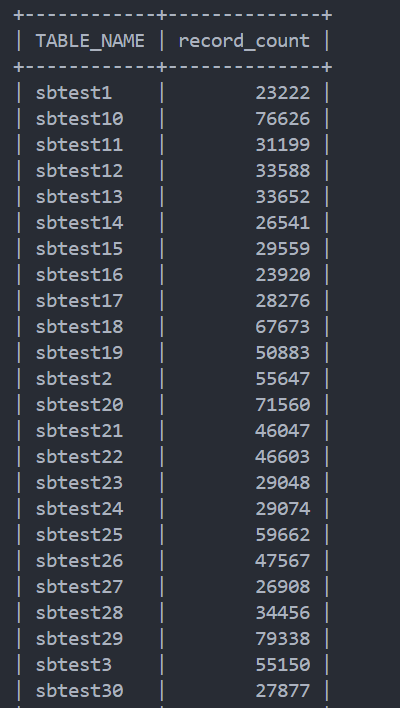 +------------+--------------+
| TABLE_NAME | record_count |
+------------+--------------+
| sbtest1    |        23222 |
| sbtest10   |        76626 |
| sbtest11   |        31199 |
| sbtest12   |        33588 |
| sbtest13   |        33652 |
| sbtest14   |        26541 |
| sbtest15   |        29559 |
| sbtest16   |        23920 |
| sbtest17   |        28276 |
| sbtest18   |        67673 |
| sbtest19   |        50883 |
| sbtest2    |        55647 |
| sbtest20   |        71560 |
| sbtest21   |        46047 |
| sbtest22   |        46603 |
| sbtest23   |        29048 |
| sbtest24   |        29074 |
| sbtest25   |        59662 |
| sbtest26   |        47567 |
| sbtest27   |        26908 |
| sbtest28   |        34456 |
| sbtest29   |        79338 |
| sbtest3    |        55150 |
| sbtest30   |        27877 |